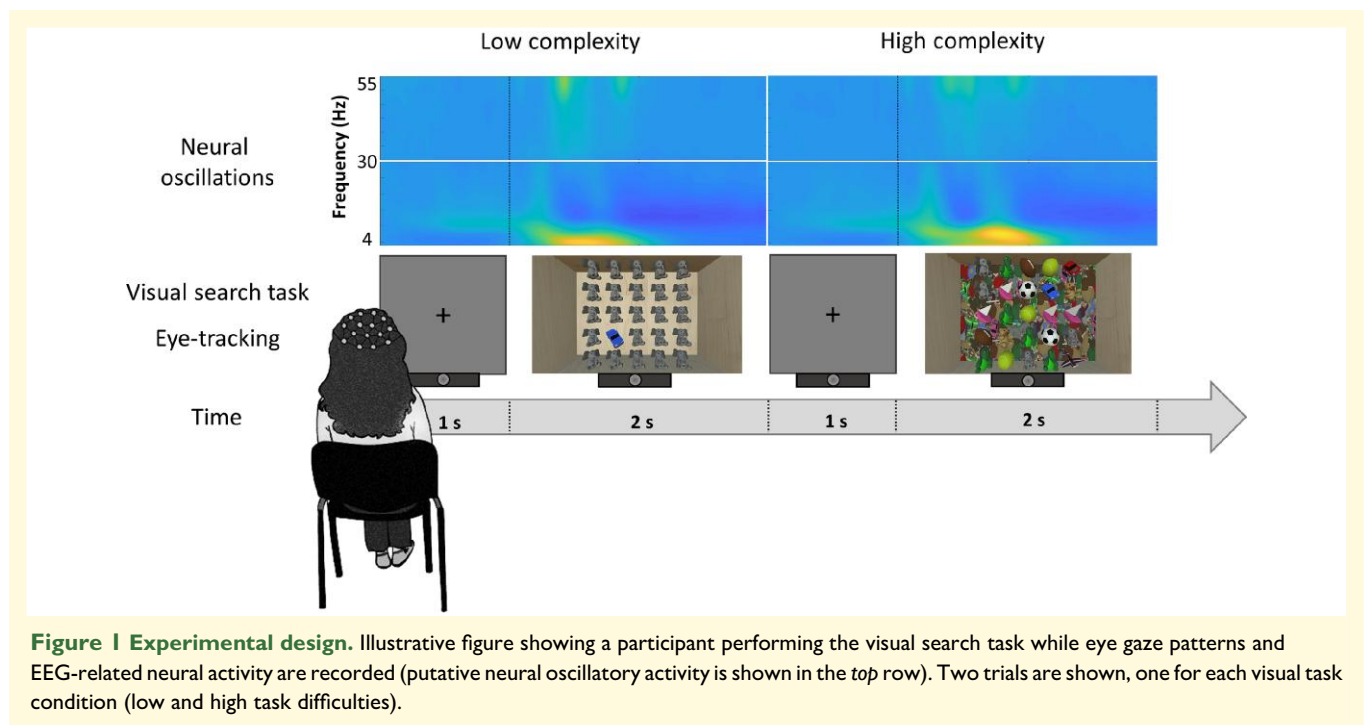 Low complexity
High complexity
Frequency (Hz)
55
30
4
Neural
oscillations
Visual search task
Eye-tracking
+
+
Time
1 s
2 s
1 s
2 s
Figure 1 Experimental design. Illustrative figure showing a participant performing the visual search task while eye gaze patterns and
EEG-related neural activity are recorded (putative neural oscillatory activity is shown in the top row). Two trials are shown, one for each visual task
condition (low and high task difficulties).